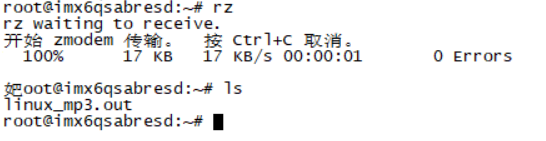 root@imx6qsabresd:~# rz
rz waiting to receive.
开始 zmodem 传输。 按 Ctrl+C 取消。
100% 17 KB 17 KB/s 00:00:01 0 Errors
妑oot@imx6qsabresd:~# ls
linux_mp3.out
root@imx6qsabresd:~#